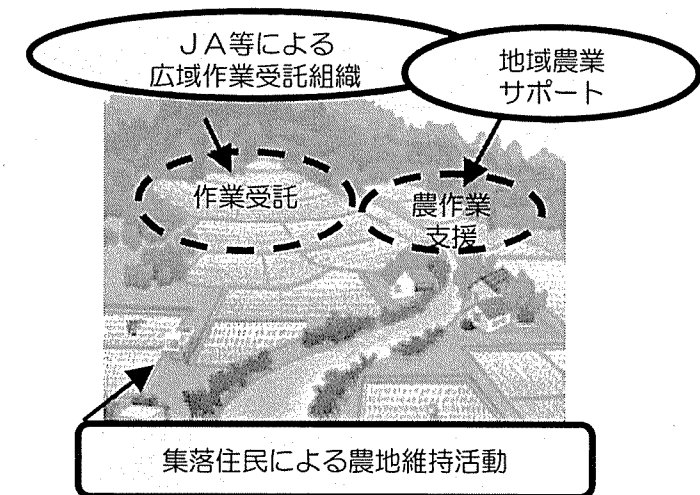 ＪＡ等による
広域作業受託組織
地域農業
サポート
作業受託
農作業
支援
集落住民による農地維持活動